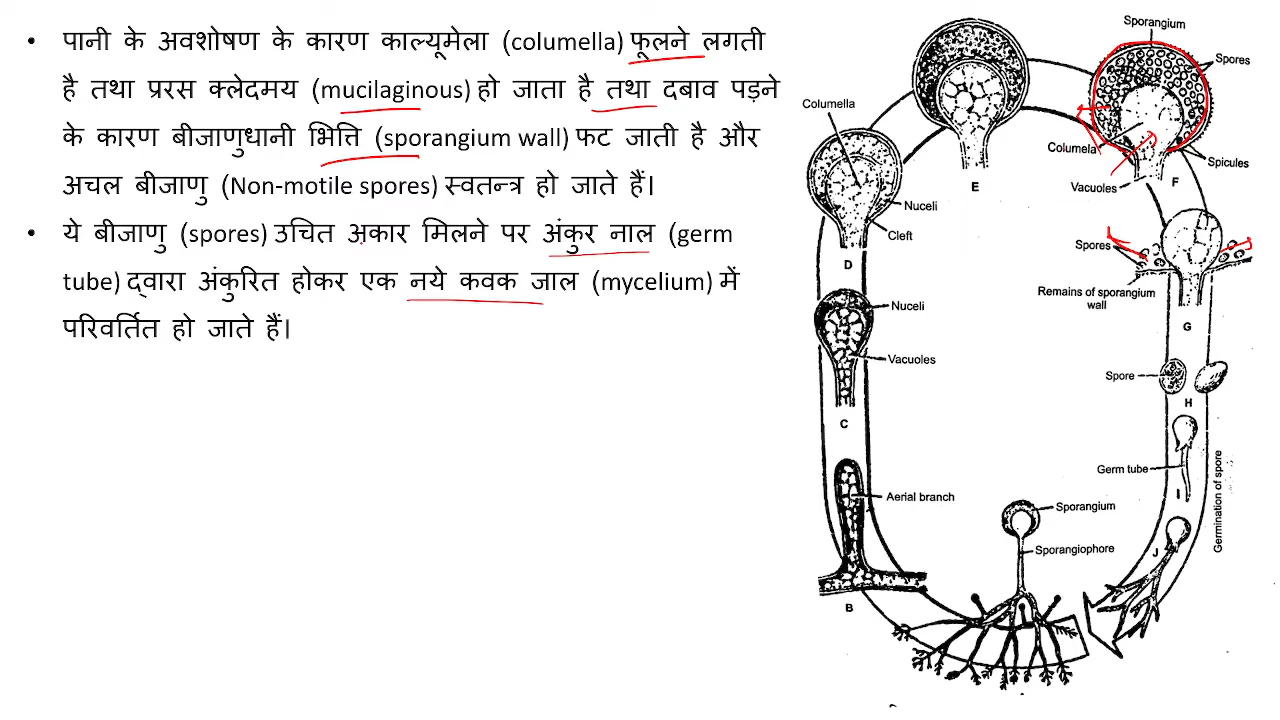 • पानी के अवशोषण के कारण काल्यूमेला (columella) फूलने लगती
है तथा प्ररस क्लेदमय (mucilaginous) हो जाता है तथा दबाव पड़ने
के कारण बीजाणुधानी भित्ति (sporangium wall) फट जाती है और
अचल बीजाणु (Non-motile spores) स्वतन्त्र हो जाते हैं।
• ये बीजाणु (spores) उचित अकार मिलने पर अंकुर नाल (germ
tube) द्वारा अंकुरित होकर एक नये कवक जाल (mycelium) में
परिवर्तित हो जाते हैं।
Sporangium
Spores
Columela
Spicules
Vacuoles
F
E
Columella
Nuceli
Cleft
D
Nuceli
Vacuoles
C
Aerial branch
B
Spores
Remains of sporangium
wall
G
Spore
H
Germ tube
I
J
Germination of spore
Sporangium
Sporangiophore